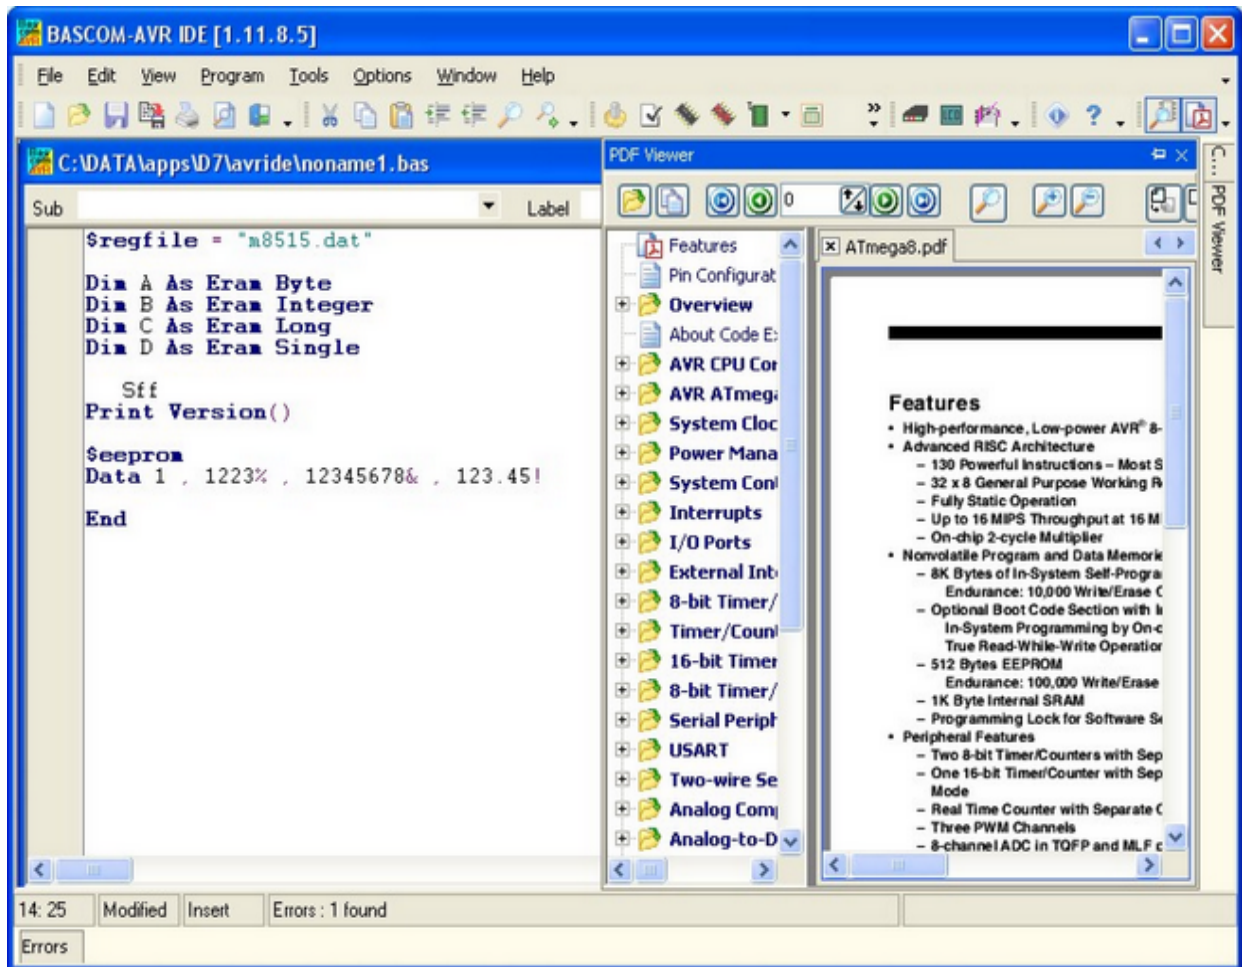 BASCOM-AVR IDE [1.11.8.5]
File Edit View Program Tools Options Window Help
C:\DATA\apps\D7\avride\noname1.bas
Sub Label
$regfile = "m8515.dat"
Dim A As Eram Byte
Dim B As Eram Integer
Dim C As Eram Long
Dim D As Eram Single
Sff
Print Version()
$eeprom
Data 1 , 1223% , 12345678& , 123.45!
End
PDF Viewer
0
Features
Pin Configurat
Overview
About Code E
AVR CPU Cor
AVR ATmega
System Cloc
Power Mana
System Cont
Interrupts
I/O Ports
External Int
8-bit Timer/
Timer/Count
16-bit Timer
8-bit Timer/
Serial Periph
USART
Two-wire Se
Analog Comp
Analog-to-D
ATmega8.pdf
Features
• High-performance, Low-power AVR® 8-
• Advanced RISC Architecture
– 130 Powerful Instructions – Most S
– 32 x 8 General Purpose Working R
– Fully Static Operation
– Up to 16 MIPS Throughput at 16 M
– On-chip 2-cycle Multiplier
• Nonvolatile Program and Data Memorie
– 8K Bytes of In-System Self-Progra
Endurance: 10,000 Write/Erase C
– Optional Boot Code Section with I
In-System Programming by On-c
True Read-While-Write Operation
– 512 Bytes EEPROM
Endurance: 100,000 Write/Erase
– 1K Byte Internal SRAM
– Programming Lock for Software Se
• Peripheral Features
– Two 8-bit Timer/Counters with Sep
– One 16-bit Timer/Counter with Sep
Mode
– Real Time Counter with Separate C
– Three PWM Channels
– 8-channel ADC in TQFP and MLF
C...
PDF Viewer
14: 25 Modified Insert Errors : 1 found
Errors